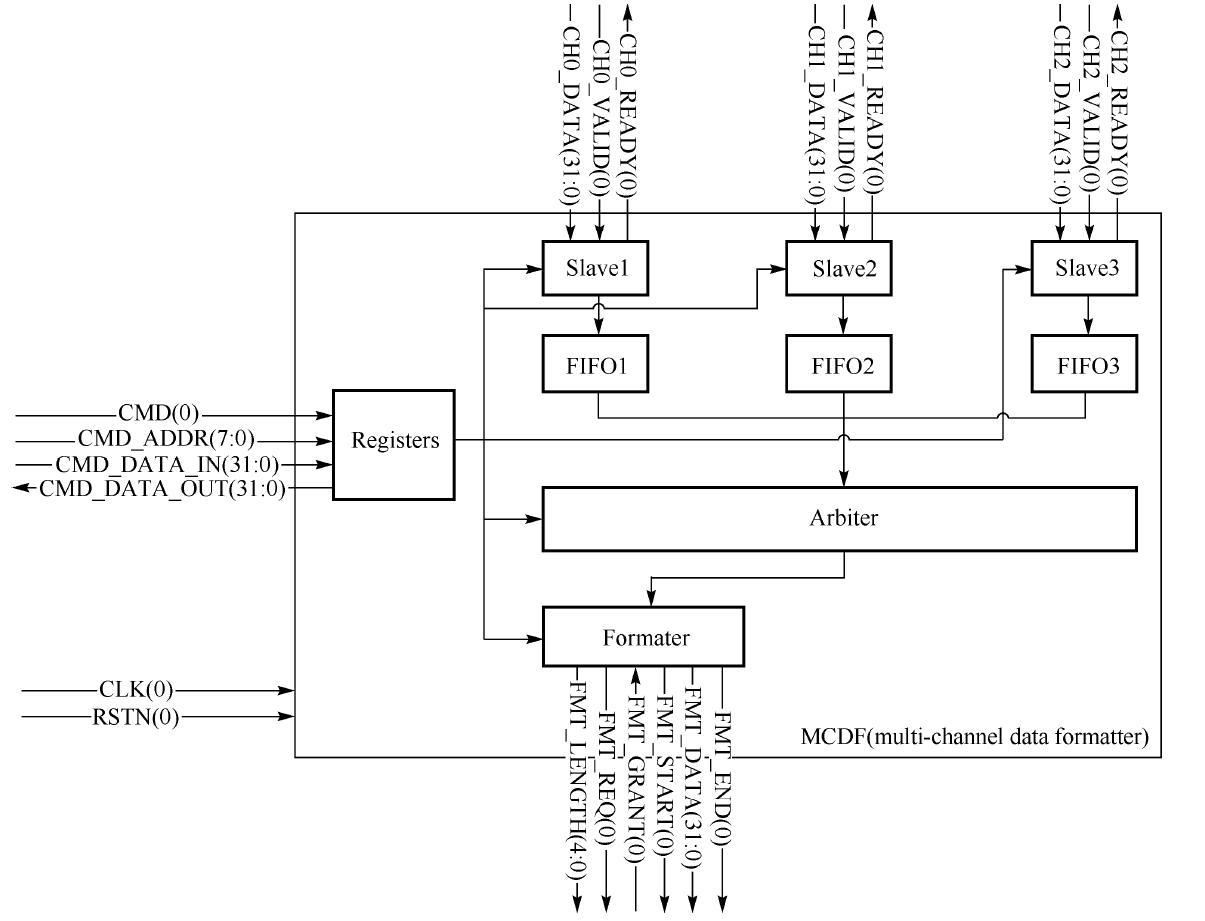 CH0_DATA(31:0)
CH0_VALID(0)
CH0_READY(0)
CH1_DATA(31:0)
CH1_VALID(0)
CH1_READY(0)
CH2_DATA(31:0)
CH2_VALID(0)
CH2_READY(0)
Slave1
Slave2
Slave3
FIFO1
FIFO2
FIFO3
CMD(0)
CMD_ADDR(7:0)
CMD_DATA_IN(31:0)
CMD_DATA_OUT(31:0)
Registers
Arbiter
Formater
CLK(0)
RSTN(0)
FMT_LENGTH(4:0)
FMT_REQ(0)
FMT_GRANT(0)
FMT_START(0)
FMT_DATA(31:0)
FMT_END(0)
MCDF(multi-channel data formatter)